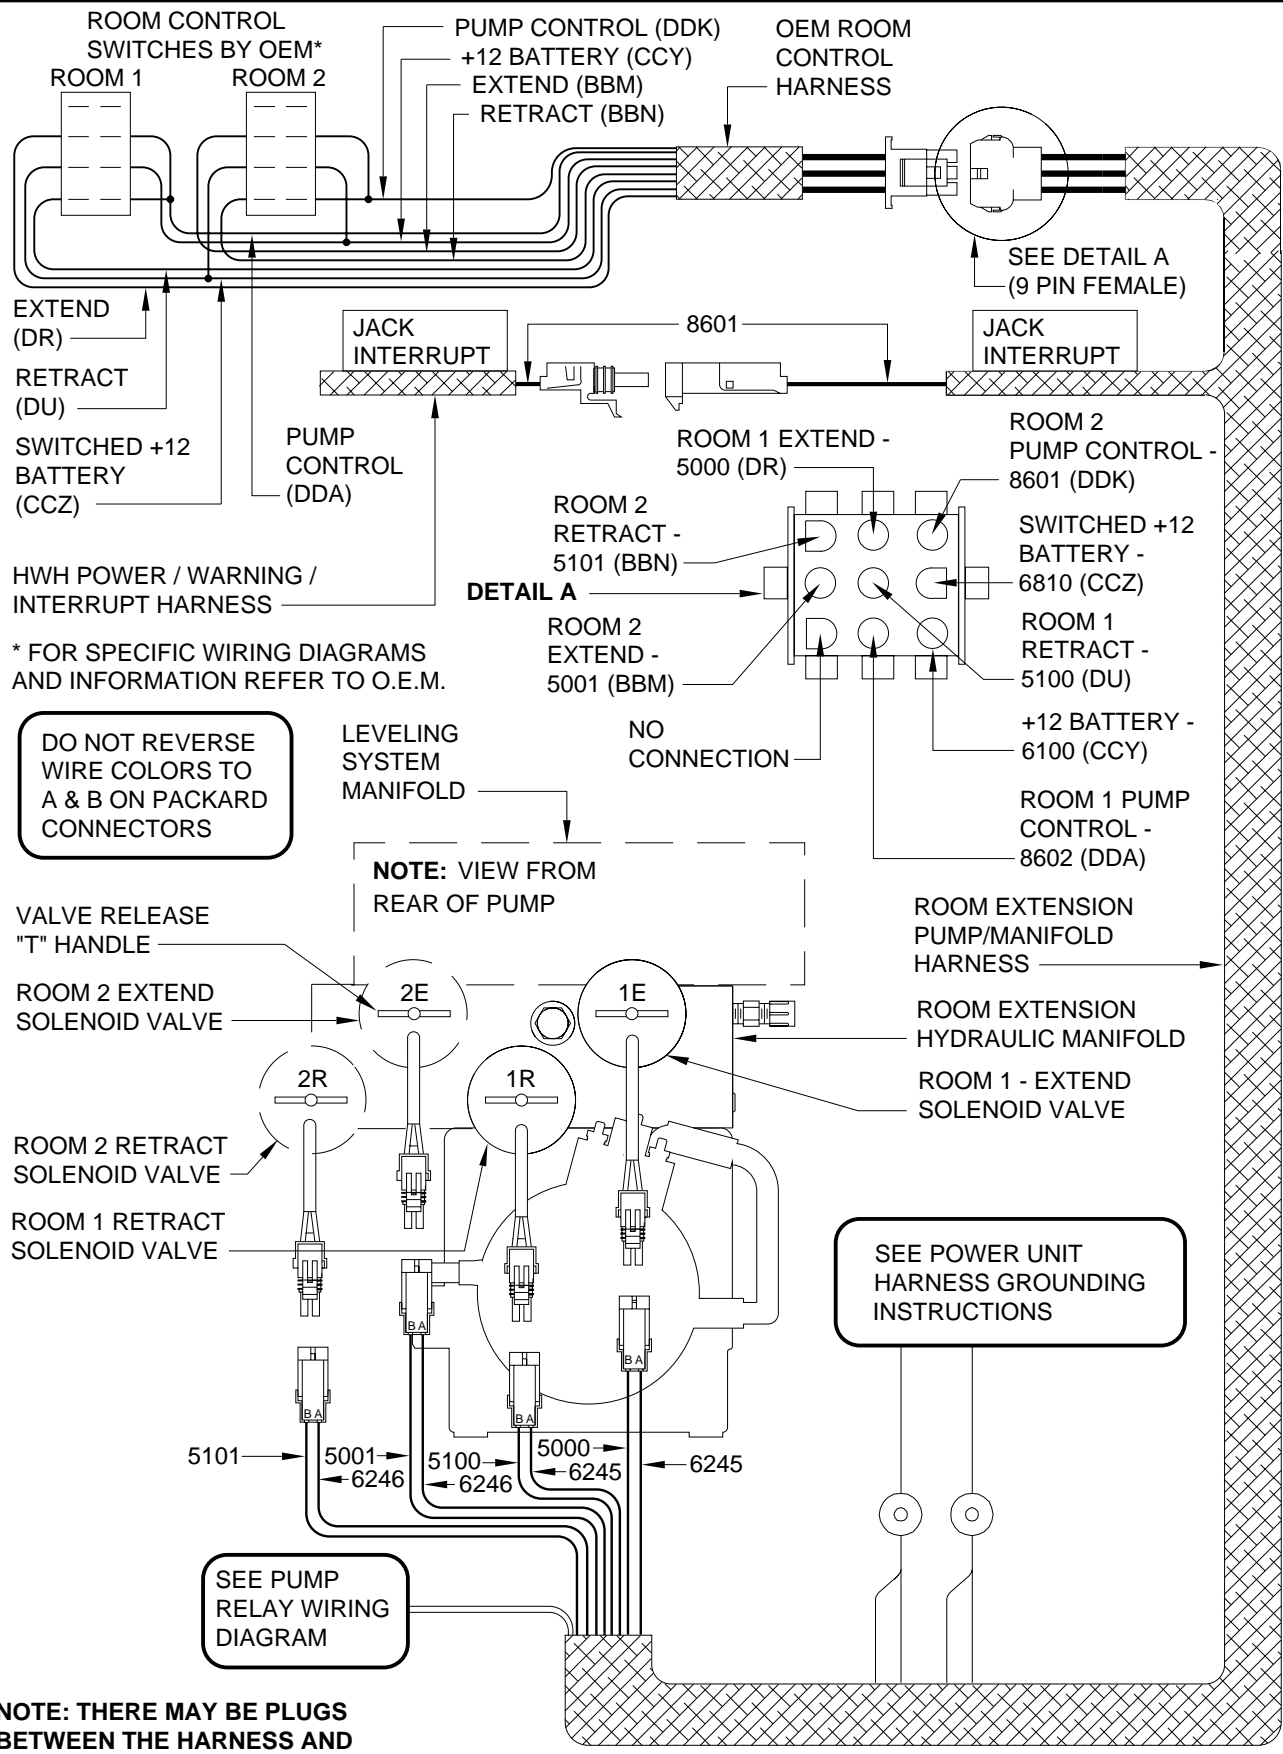 ROOM CONTROL
SWITCHES BY OEM*
ROOM 1
ROOM 2
PUMP CONTROL (DDK)
+12 BATTERY (CCY)
EXTEND (BBM)
RETRACT (BBN)
OEM ROOM
CONTROL
HARNESS
SEE DETAIL A
(9 PIN FEMALE)
EXTEND
(DR)
RETRACT
(DU)
SWITCHED +12
BATTERY
(CCZ)
PUMP
CONTROL
(DDA)
JACK
INTERRUPT
8601
JACK
INTERRUPT
HWH POWER / WARNING /
INTERRUPT HARNESS
* FOR SPECIFIC WIRING DIAGRAMS
AND INFORMATION REFER TO O.E.M.
ROOM 1 EXTEND -
5000 (DR)
ROOM 2
PUMP CONTROL -
8601 (DDK)
ROOM 2
RETRACT -
5101 (BBN)
SWITCHED +12
BATTERY -
6810 (CCZ)
DETAIL A
ROOM 2
EXTEND -
5001 (BBM)
ROOM 1
RETRACT -
5100 (DU)
NO
CONNECTION
+12 BATTERY -
6100 (CCY)
ROOM 1 PUMP
CONTROL -
8602 (DDA)
DO NOT REVERSE
WIRE COLORS TO
A & B ON PACKARD
CONNECTORS
LEVELING
SYSTEM
MANIFOLD
NOTE: VIEW FROM
REAR OF PUMP
VALVE RELEASE
"T" HANDLE
ROOM 2 EXTEND
SOLENOID VALVE
2E
1E
2R
1R
ROOM EXTENSION
PUMP/MANIFOLD
HARNESS
ROOM EXTENSION
HYDRAULIC MANIFOLD
ROOM 1 - EXTEND
SOLENOID VALVE
ROOM 2 RETRACT
SOLENOID VALVE
ROOM 1 RETRACT
SOLENOID VALVE
SEE POWER UNIT
HARNESS GROUNDING
INSTRUCTIONS
B A
B A
B A
B A
5101
6246
5001
6246
5100
6245
5000
6245
SEE PUMP
RELAY WIRING
DIAGRAM
NOTE: THERE MAY BE PLUGS
BETWEEN THE HARNESS AND